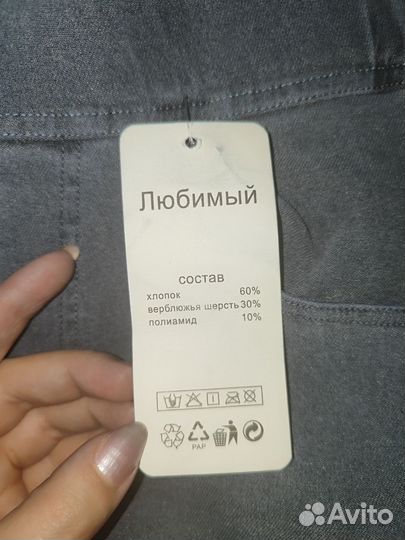 Любимый
состав
хлопок 60%
верблюжья шерсть 30%
полиамид 10%
PAP
Avito